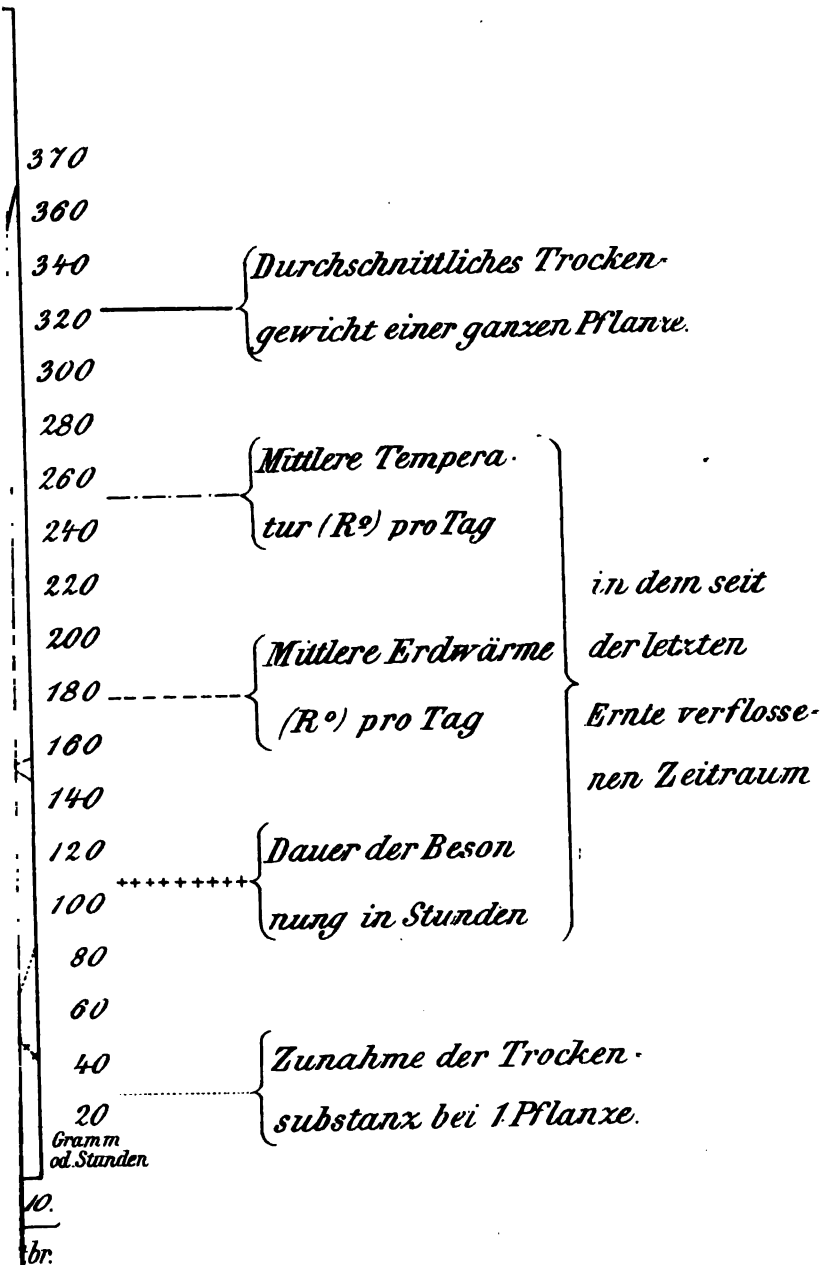 370
360
340
320
300
280
260
240
220
200
180
160
140
120
100
80
60
40
20
Gramm
od. Stunden
10.
tbr.
Durchschnittliches Trocken-
gewicht einer ganzen Pflanze.
Mittlere Tempera-
tur (R°) pro Tag
Mittlere Erdwärme
(R°) pro Tag
Dauer der Beson
nung in Stunden
in dem seit
der letzten
Ernte verflosse-
nen Zeitraum
Zunahme der Trocken-
substanz bei 1 Pflanze.